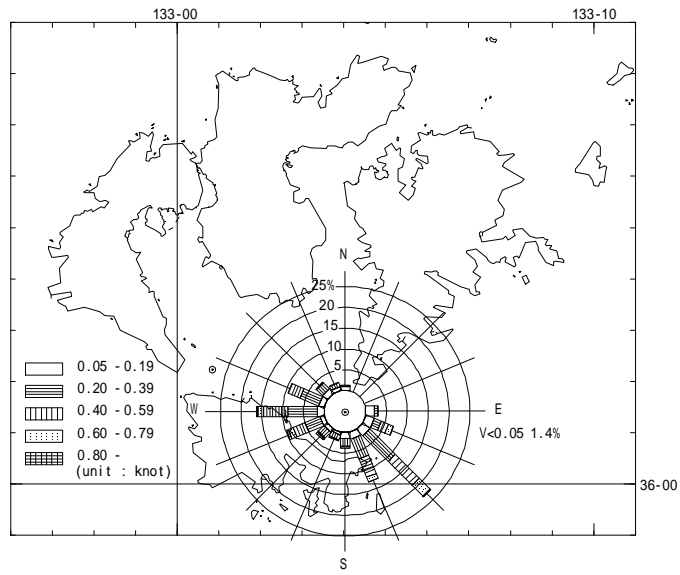 133-00 133-10
N
25%
20
15
10
5
0.05 - 0.19
0.20 - 0.39
0.40 - 0.59
0.60 - 0.79
0.80 -
(unit : knot)
W
E
V<0.05 1.4%
36-00
S